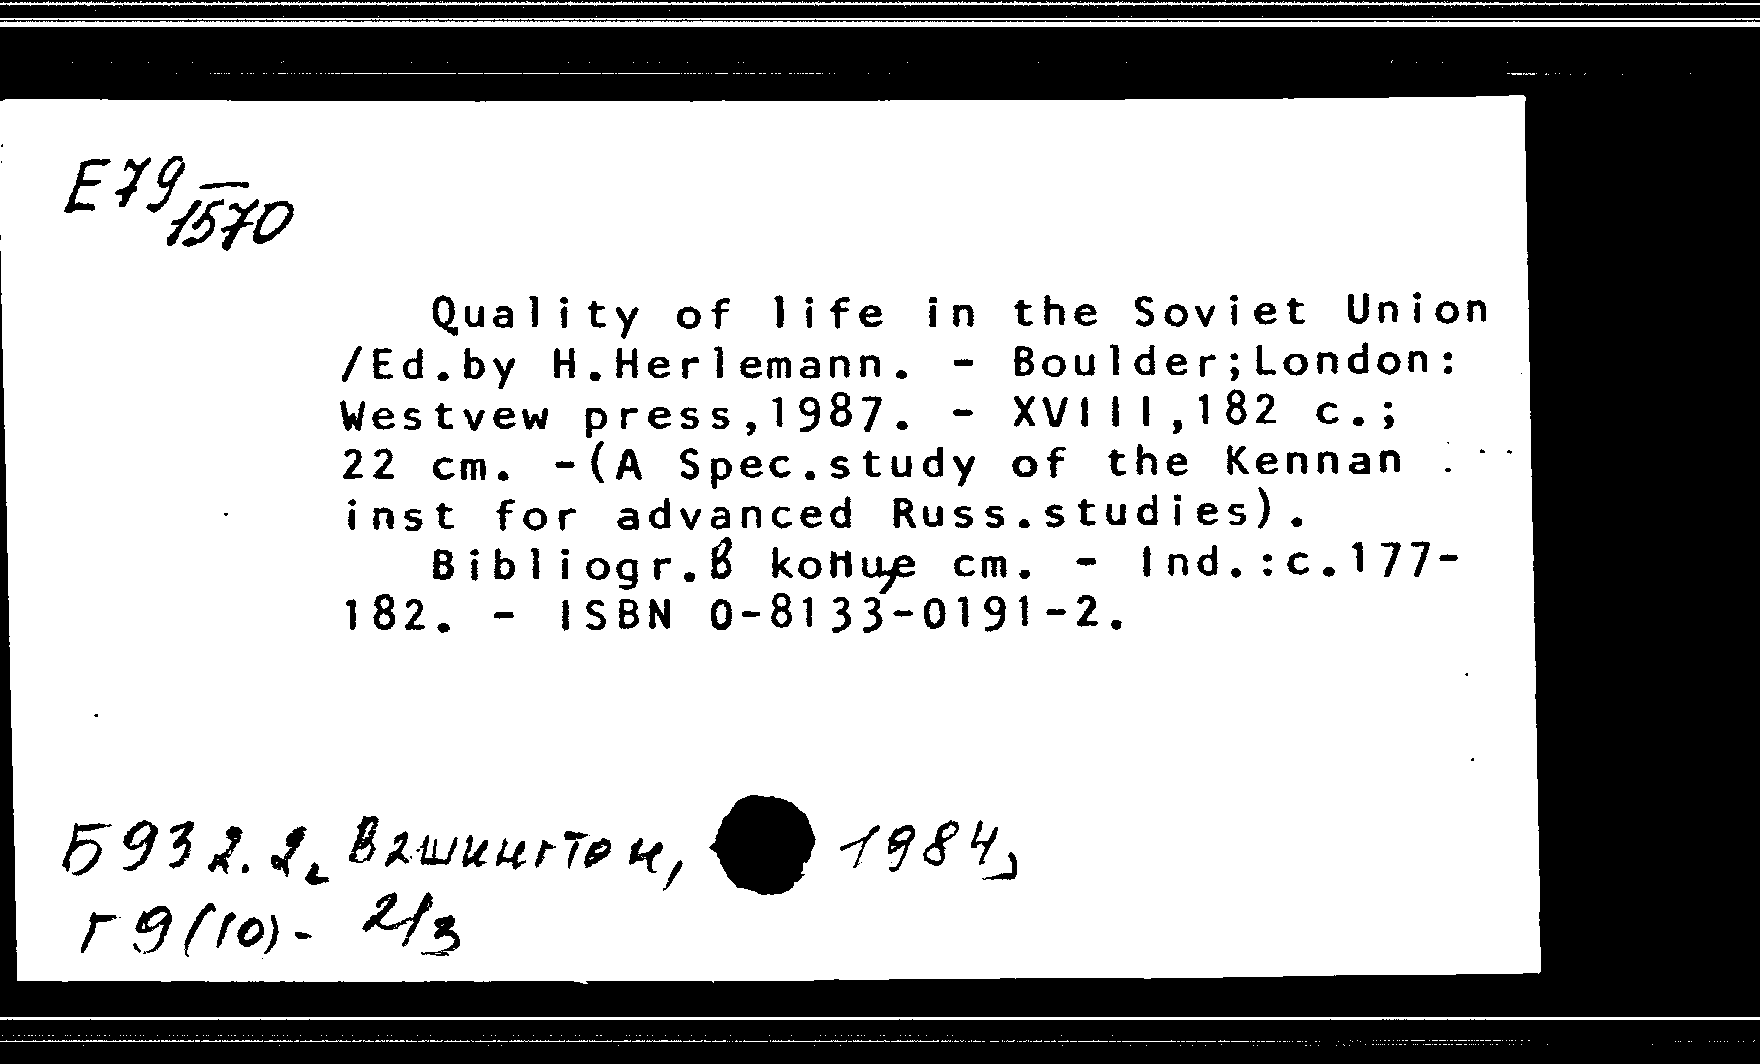 E79/1570
Quality of life in the Soviet Union
/Ed.by H.Herlemann. - Boulder;London:
Westvew press,1987. - XVIII,182 c.;
22 cm. -(A Spec.study of the Kennan
inst for advanced Russ.studies).
Bibliogr.в конце cm. - Ind.:c.177-
182. - ISBN 0-8133-0191-2.
Б932.2, Вашингтон, 1984,
Г9(10)- 2/3